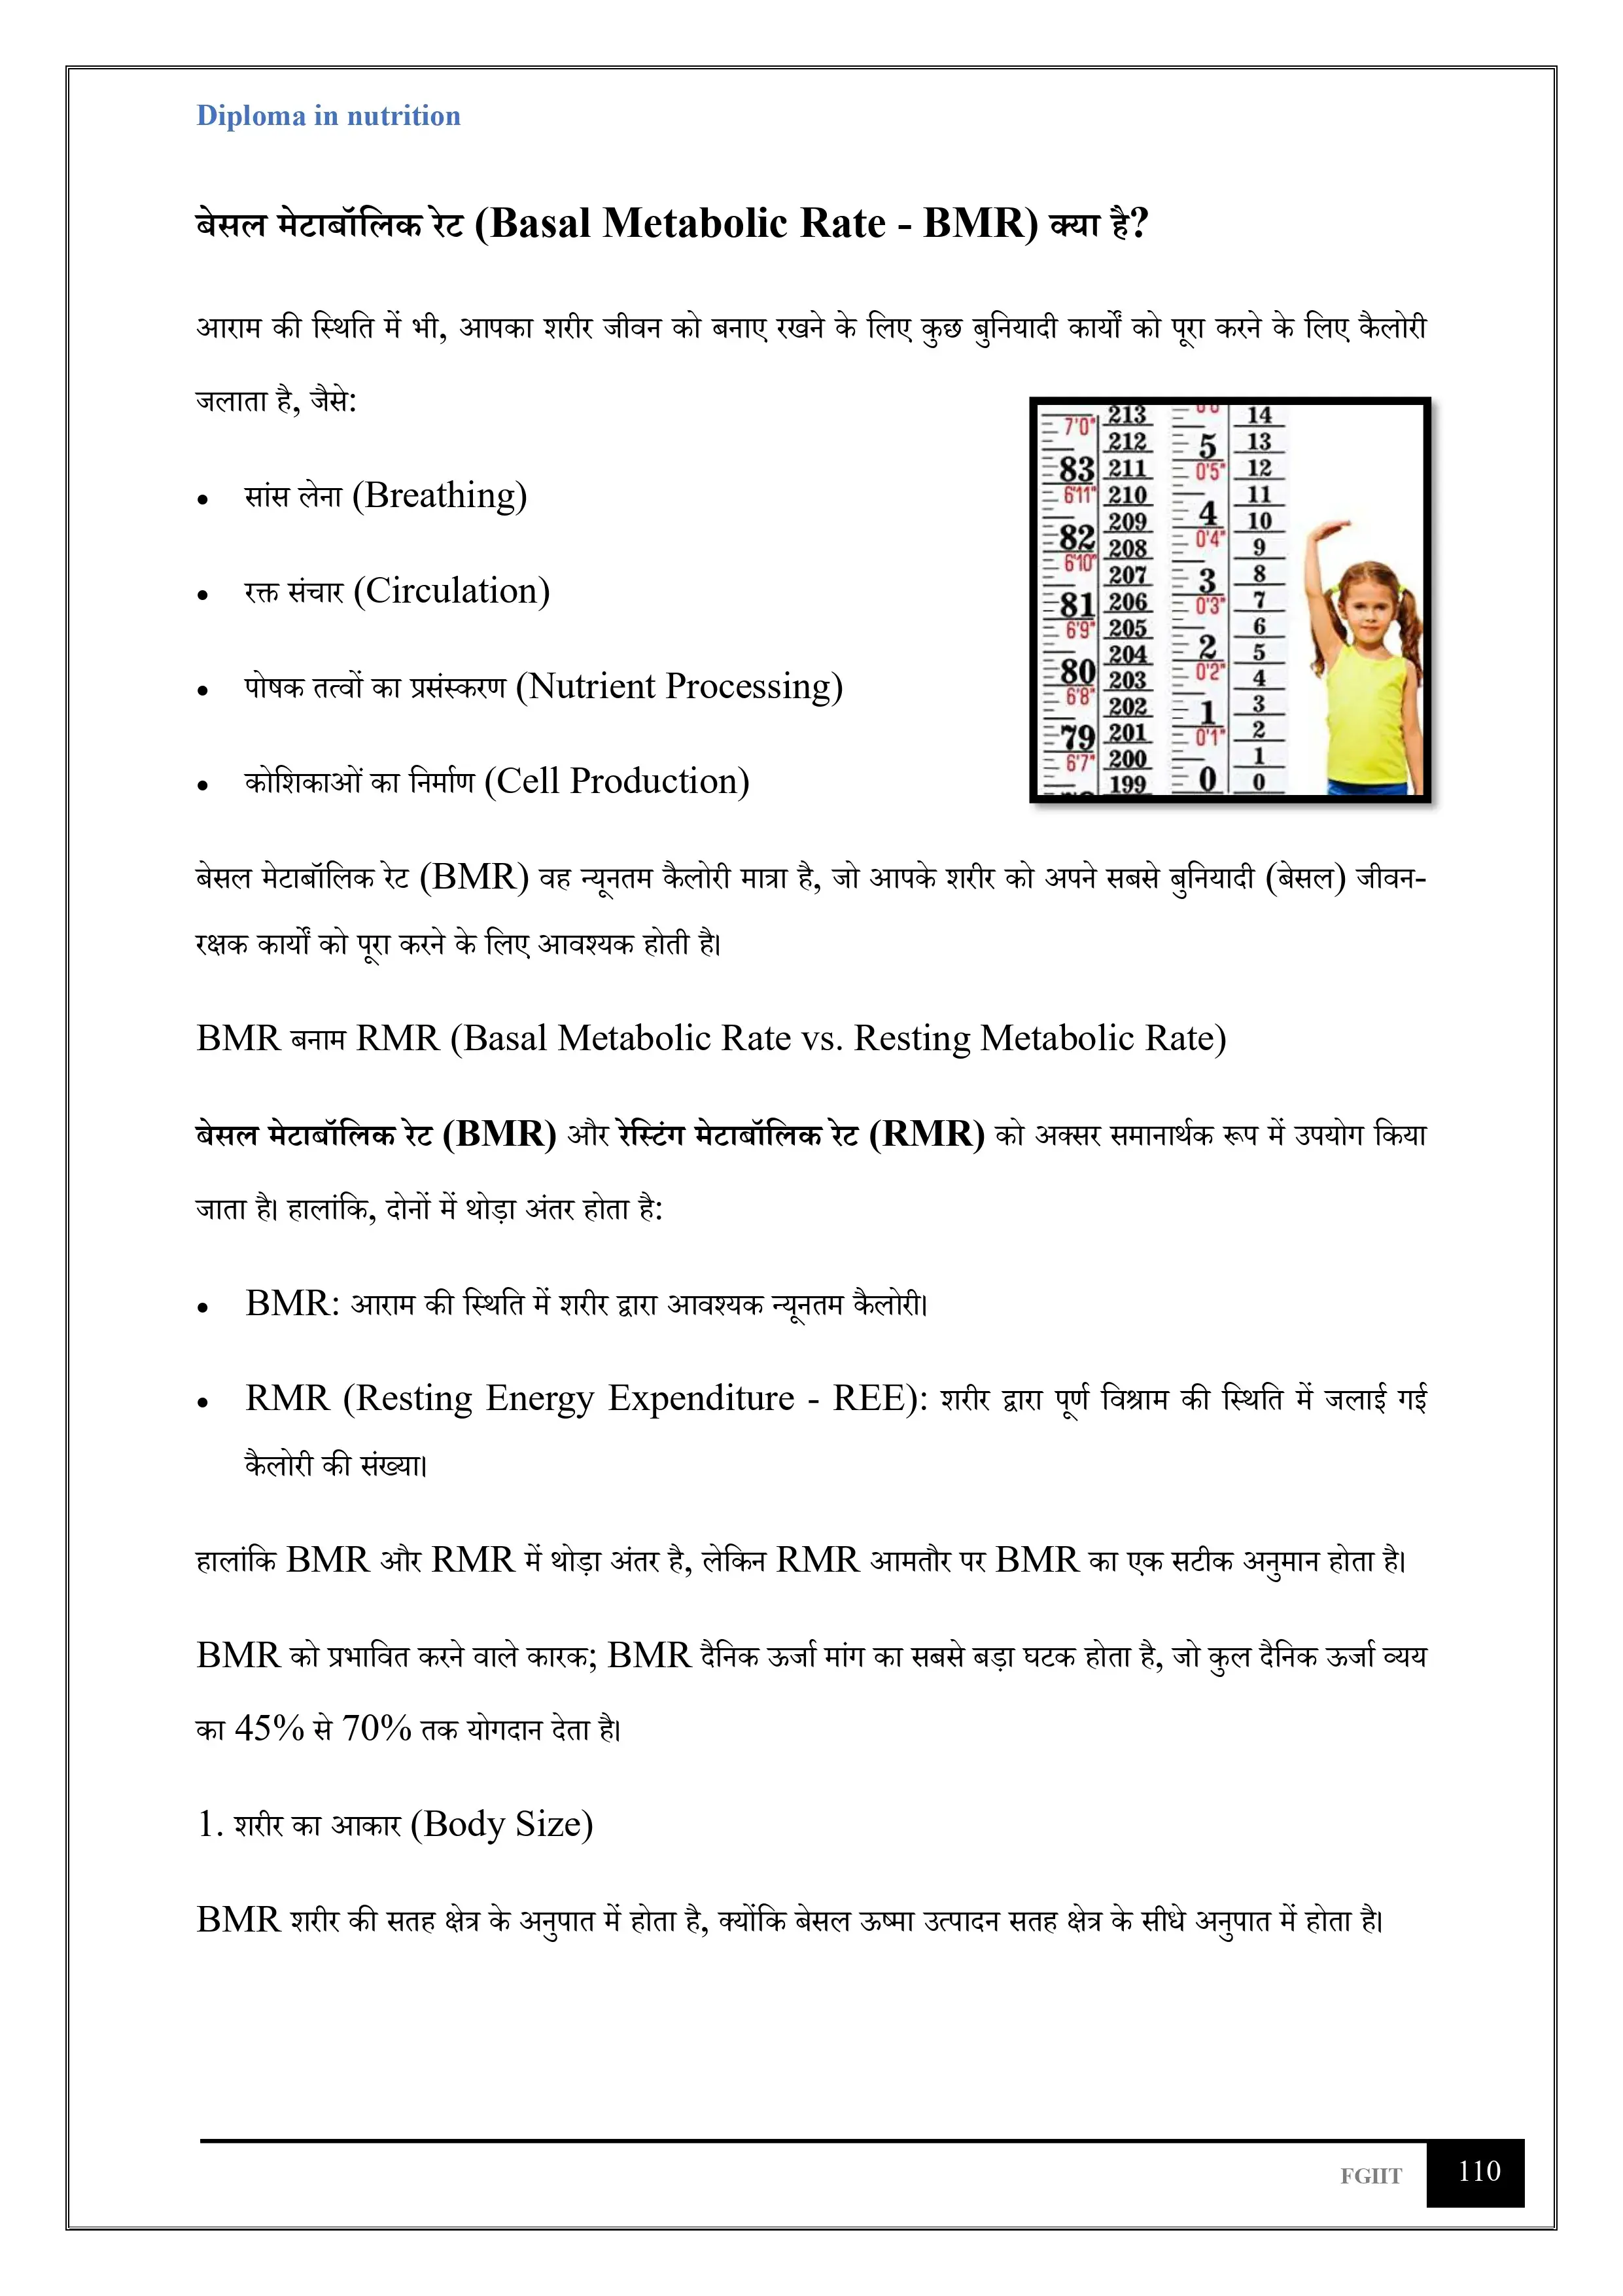 Diploma in nutrition
बेसल मेटाबॉलिक रेट (Basal Metabolic Rate - BMR) क्या है?
आराम की स्थिति में भी, आपका शरीर जीवन को बनाए रखने के लिए कुछ बुनियादी कार्यों को पूरा करने के लिए कैलोरी
जलाता है, जैसे:
• सांस लेना (Breathing)
• रक्त संचार (Circulation)
• पोषक तत्वों का प्रसंस्करण (Nutrient Processing)
• कोशिकाओं का निर्माण (Cell Production)
213 14
7'0" 212 5 13
83 211 0'5" 12
6'11" 210 11
209 4 10
82 208 0'4" 9
6'10" 207 3 8
81 206 0'3" 7
6'9" 205 6
204 2 5
80 203 0'2" 4
6'8" 202 1 3
79 201 0'1" 2
6'7" 200 1
199 0 0
बेसल मेटाबॉलिक रेट (BMR) वह न्यूनतम कैलोरी मात्रा है, जो आपके शरीर को अपने सबसे बुनियादी (बेसल) जीवन-
रक्षक कार्यों को पूरा करने के लिए आवश्यक होती है।
BMR बनाम RMR (Basal Metabolic Rate vs. Resting Metabolic Rate)
बेसल मेटाबॉलिक रेट (BMR) और रेस्टिंग मेटाबॉलिक रेट (RMR) को अक्सर समानार्थक रूप में उपयोग किया
जाता है। हालांकि, दोनों में थोड़ा अंतर होता है:
• BMR: आराम की स्थिति में शरीर द्वारा आवश्यक न्यूनतम कैलोरी।
• RMR (Resting Energy Expenditure - REE): शरीर द्वारा पूर्ण विश्राम की स्थिति में जलाई गई
कैलोरी की संख्या।
हालांकि BMR और RMR में थोड़ा अंतर है, लेकिन RMR आमतौर पर BMR का एक सटीक अनुमान होता है।
BMR को प्रभावित करने वाले कारक; BMR दैनिक ऊर्जा मांग का सबसे बड़ा घटक होता है, जो कुल दैनिक ऊर्जा व्यय
का 45% से 70% तक योगदान देता है।
1. शरीर का आकार (Body Size)
BMR शरीर की सतह क्षेत्र के अनुपात में होता है, क्योंकि बेसल ऊष्मा उत्पादन सतह क्षेत्र के सीधे अनुपात में होता है।
FGIIT 110